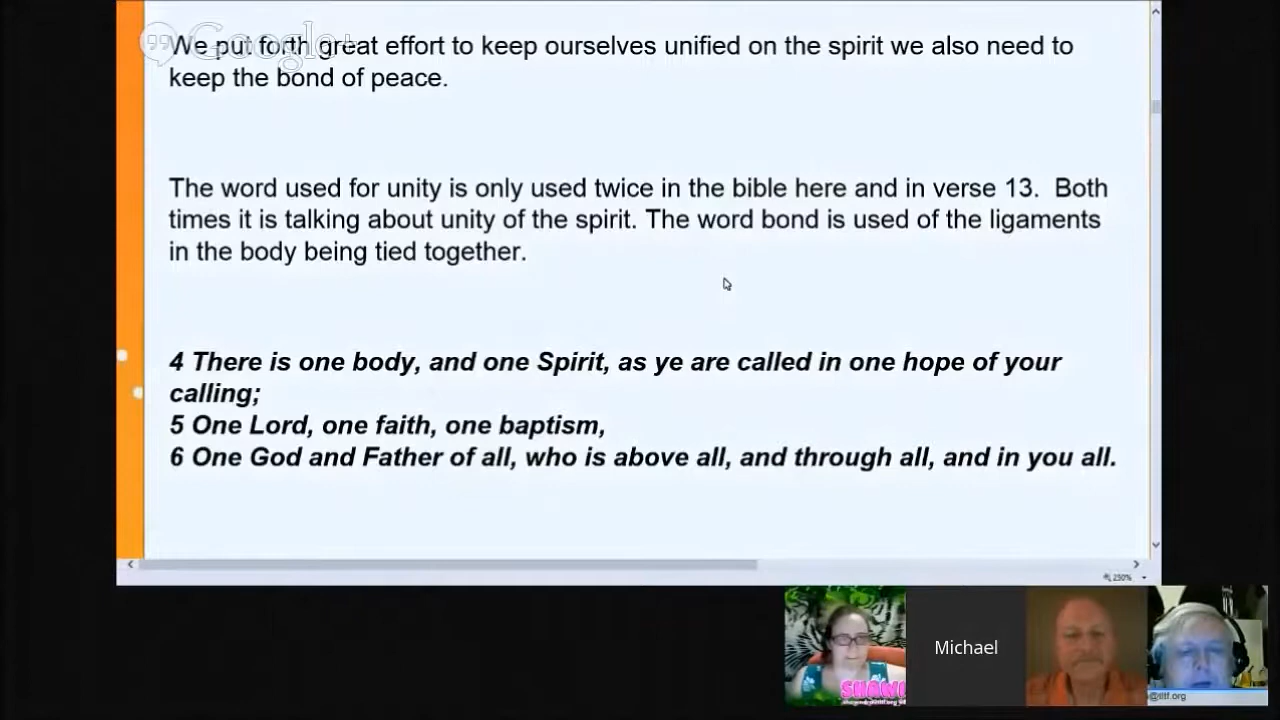 Google+
We put forth great effort to keep ourselves unified on the spirit we also need to
keep the bond of peace.
The word used for unity is only used twice in the bible here and in verse 13.  Both
times it is talking about unity of the spirit. The word bond is used of the ligaments
in the body being tied together.
4 There is one body, and one Spirit, as ye are called in one hope of your
calling;
5 One Lord, one faith, one baptism,
6 One God and Father of all, who is above all, and through all, and in you all.
250%
Michael